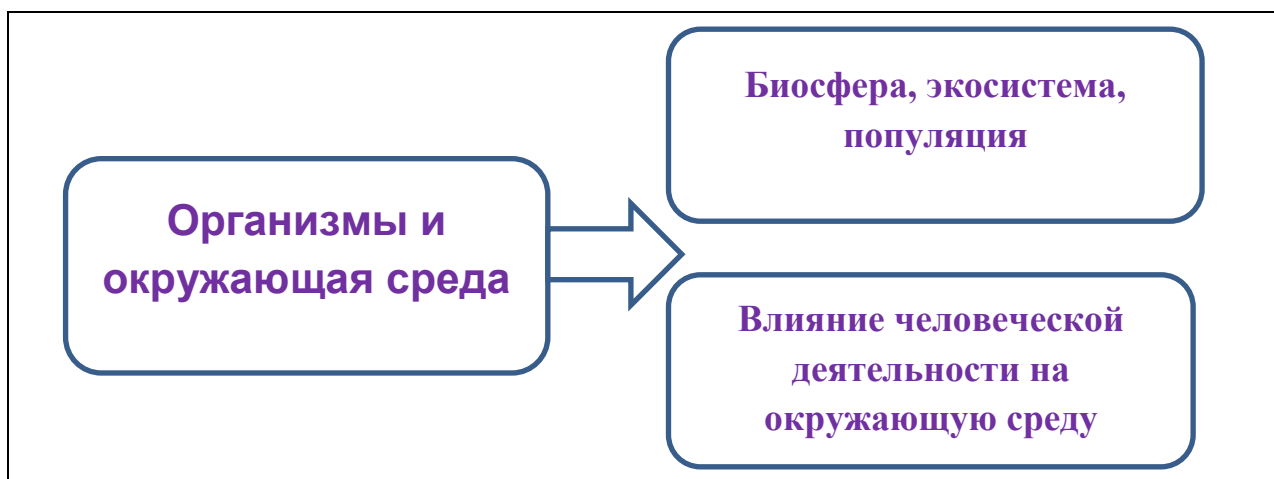 Биосфера, экосистема,
популяция
Организмы и
окружающая среда
Влияние человеческой
деятельности на
окружающую среду